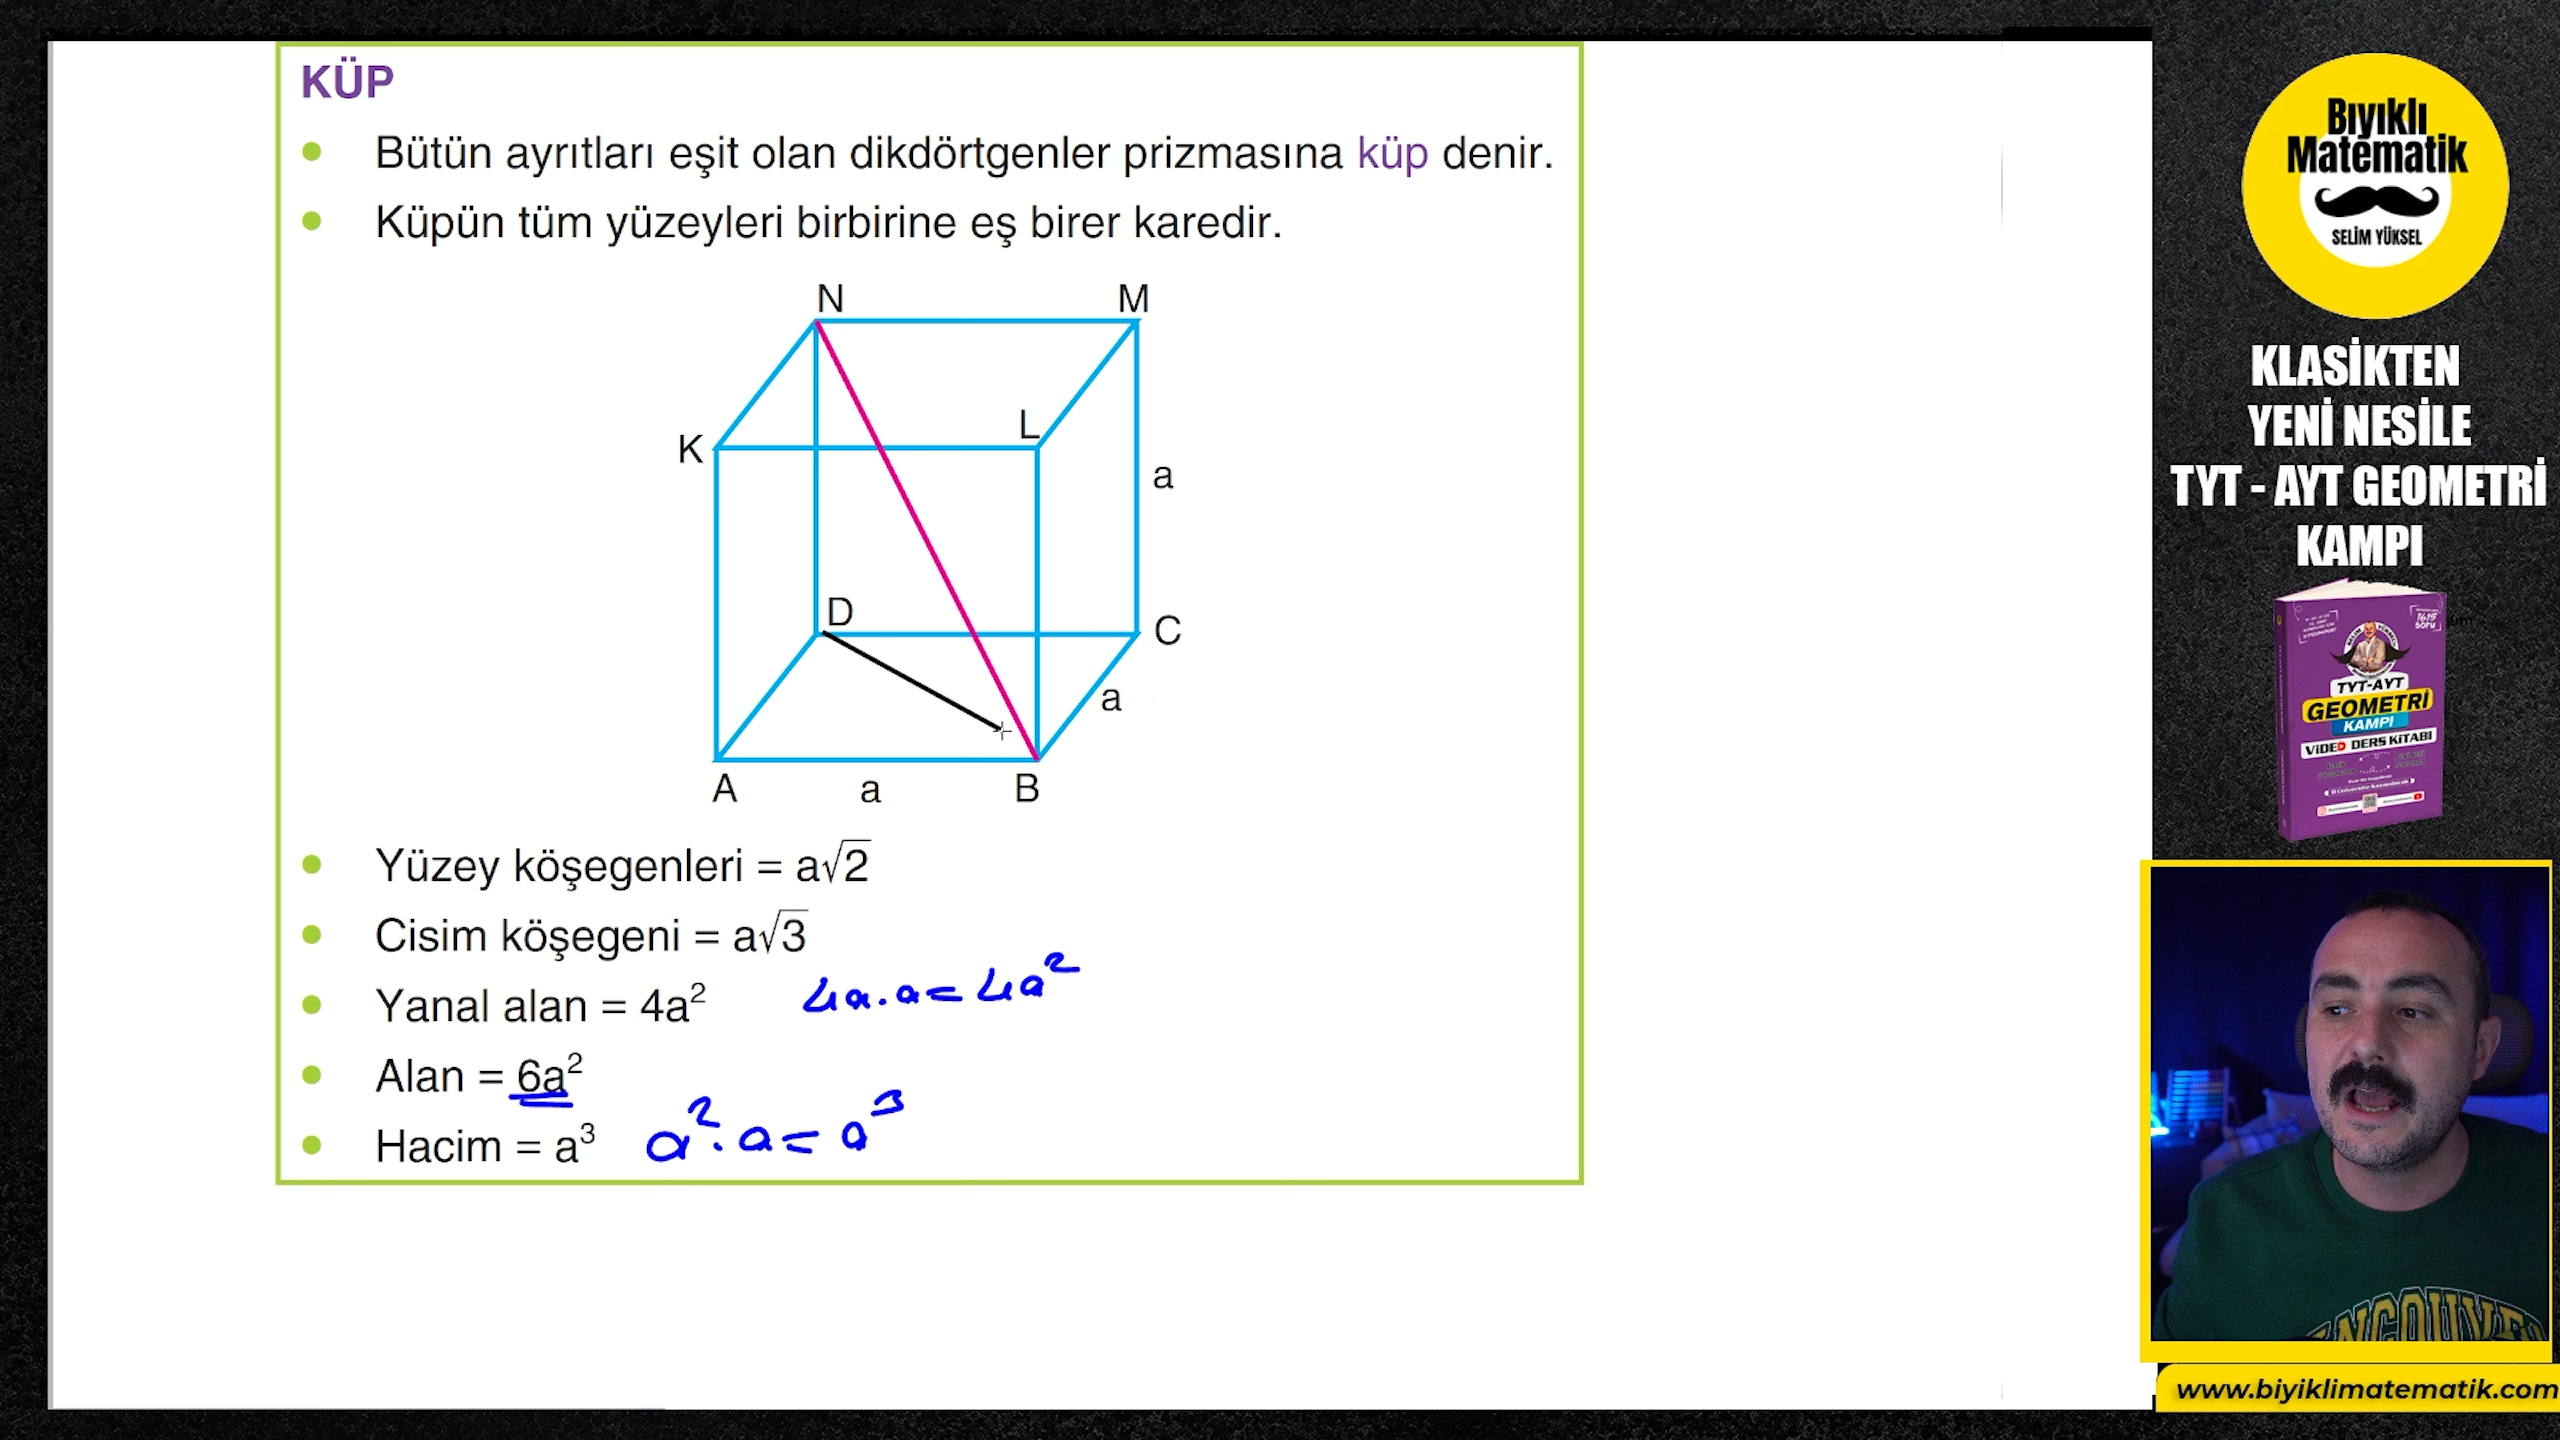 KÜP
• Bütün ayrıtları eşit olan dikdörtgenler prizmasına küp denir.
• Küpün tüm yüzeyleri birbirine eş birer karedir.
N
M
K
L
a
D
C
a
A
a
B
• Yüzey köşegenleri = a√2
• Cisim köşegeni = a√3
• Yanal alan = 4a² 4a.a = 4a²
• Alan = 6a²
• Hacim = a³ a².a = a³
Bıyıklı
Matematik
SELİM YÜKSEL
KLASİKTEN
YENİ NESİLE
TYT - AYT GEOMETRİ
KAMPI
1615
soru
TYT-AYT
GEOMETRİ
KAMPI
VİDEO DERS KİTABI
VANCOUVER
www.biyiklimatematik.com